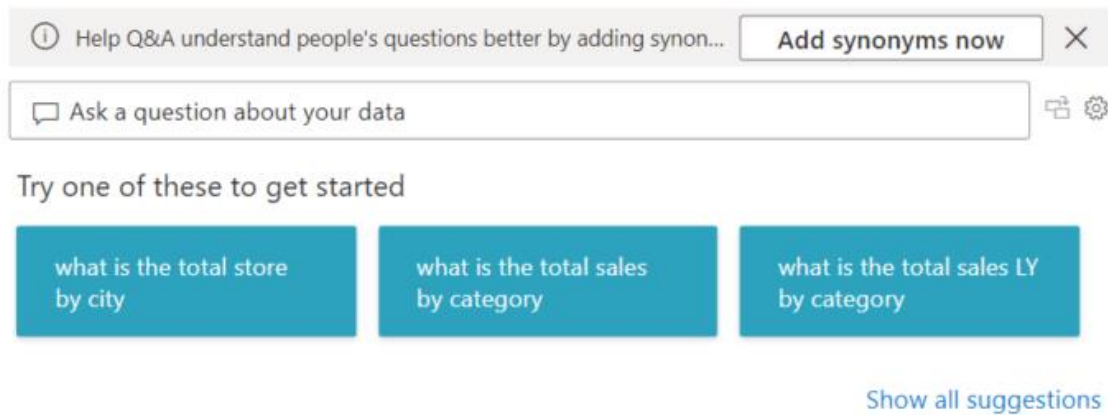 Help Q&A understand people's questions better by adding synon...
Add synonyms now
Ask a question about your data
Try one of these to get started
what is the total store
by city
what is the total sales
by category
what is the total sales LY
by category
Show all suggestions